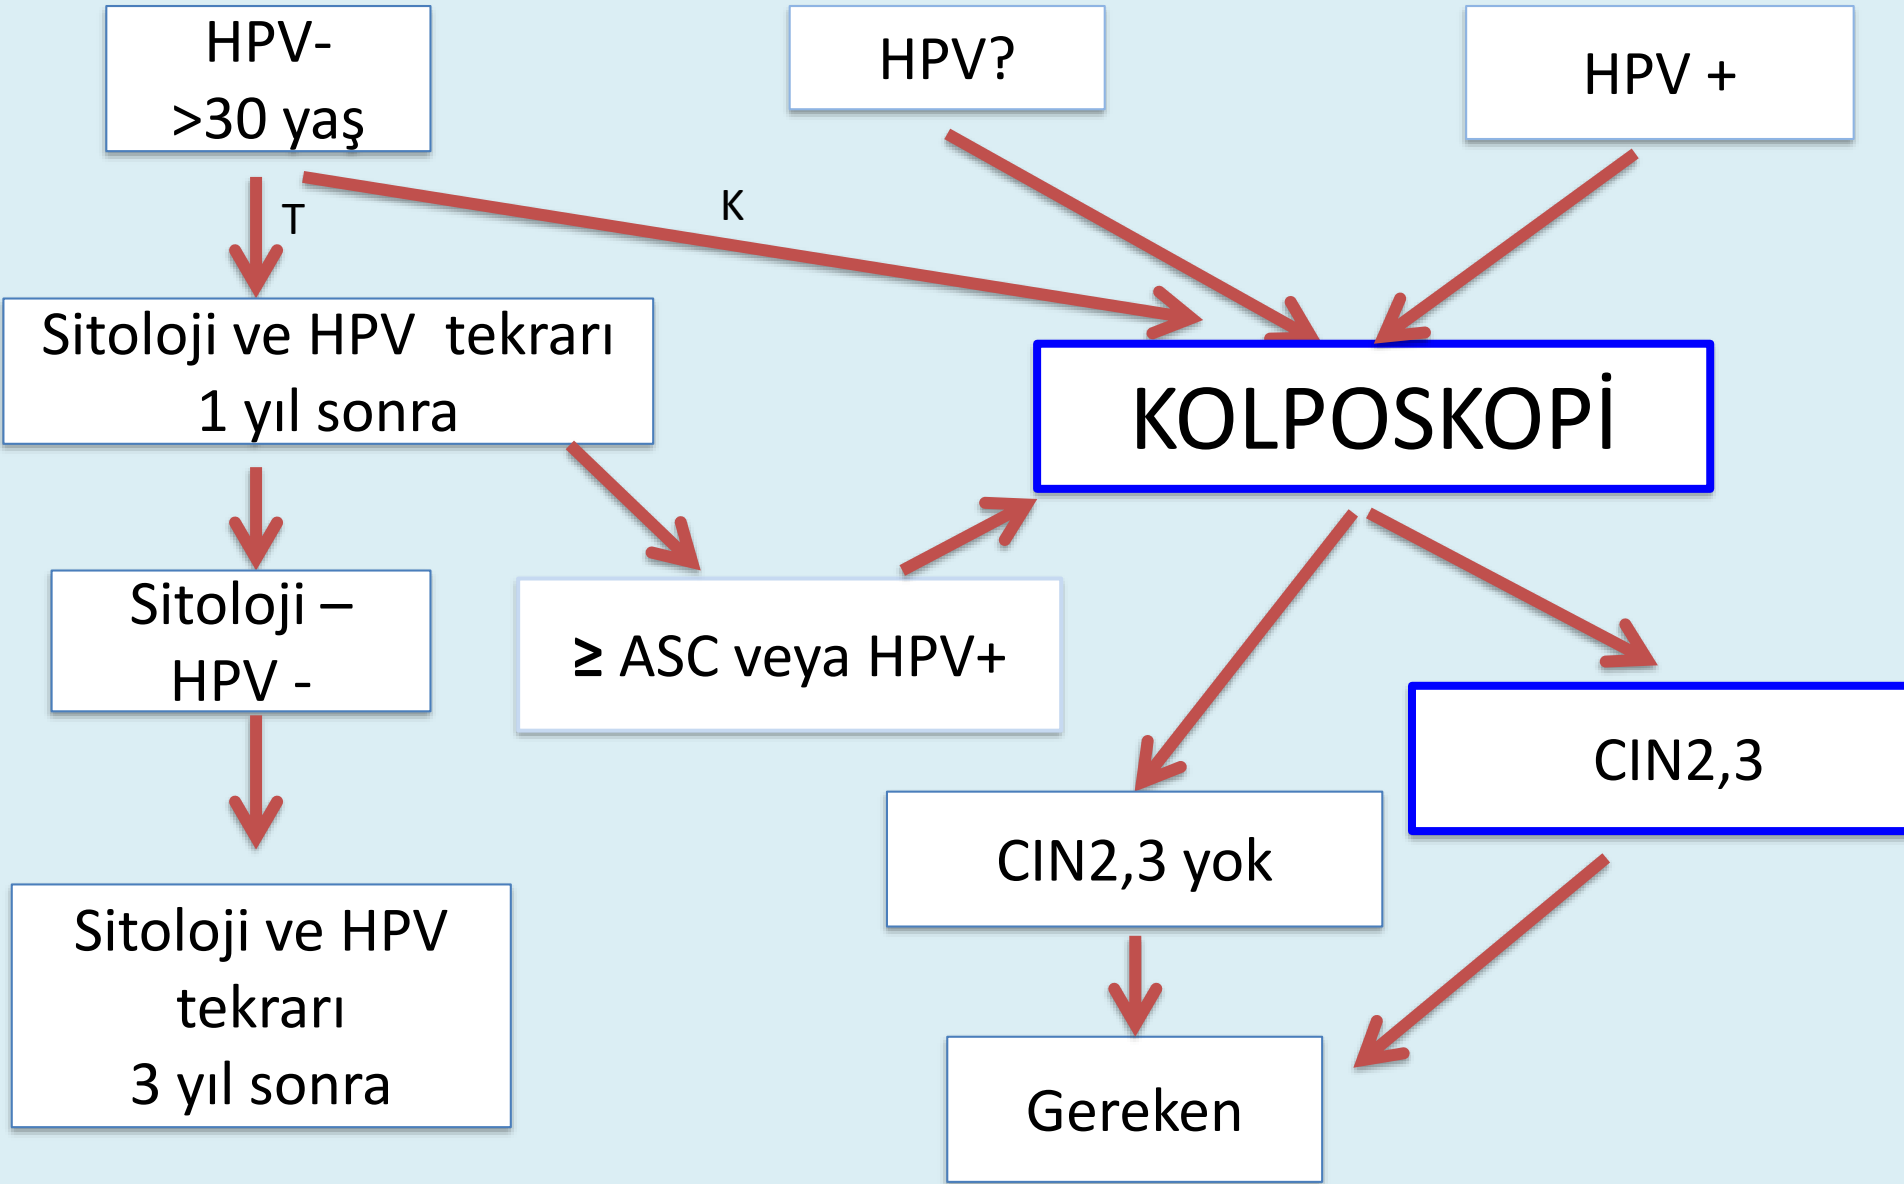 HPV-
>30 yaş
HPV?
HPV +
T
K
Sitoloji ve HPV tekrarı
1 yıl sonra
KOLPOSKOPİ
Sitoloji –
HPV -
≥ ASC veya HPV+
CIN2,3
CIN2,3 yok
Sitoloji ve HPV
tekrarı
3 yıl sonra
Gereken